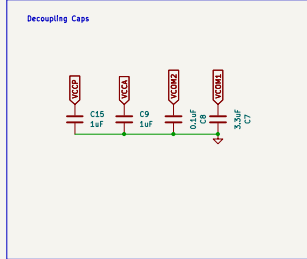 Decoupling Caps
VCCP
VCCA
VCOM2
VCOM1
C15
1uF
C9
1uF
0.1uF
C8
3.3uF
C7